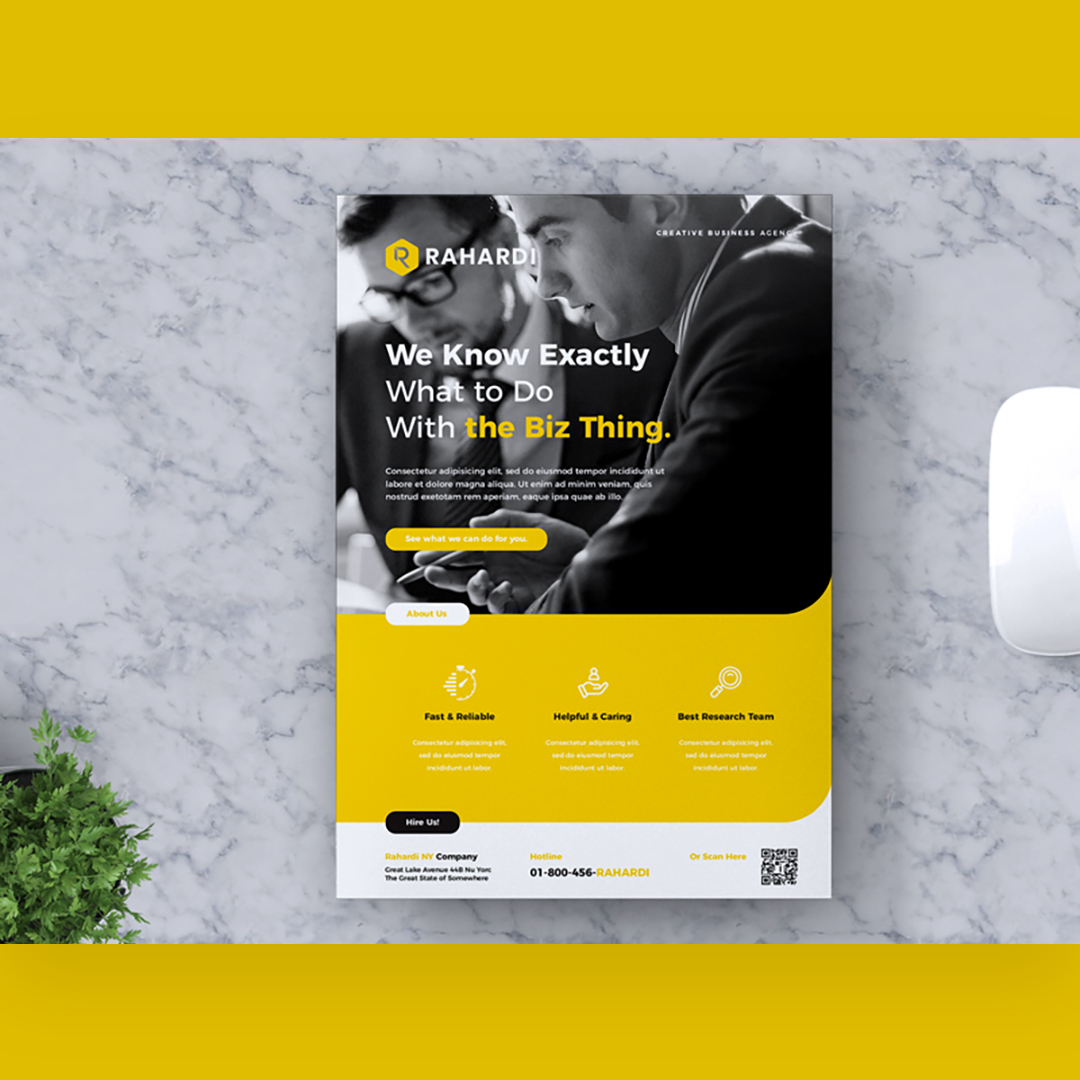 CREATIVE BUSINESS AGENCY
RAHARDI
We Know Exactly
What to Do
With the Biz Thing.
Consectetur adipisicing elit, sed do eiusmod tempor incididunt ut
labore et dolore magna aliqua. Ut enim ad minim veniam, quis
nostrud exetotam rem aperiam, eaque ipsa quae ab illo.
See what we can do for you.
About Us
Fast & Reliable
Consectetur adipisicing elit,
sed do eiusmod tempor
incididunt ut labor.
Helpful & Caring
Consectetur adipisicing elit,
sed do eiusmod tempor
incididunt ut labor.
Best Research Team
Consectetur adipisicing elit,
sed do eiusmod tempor
incididunt ut labor.
Hire Us!
Rahardi NY Company
Great Lake Avenue 44B Nu Yorc
The Great State of Somewhere
Hotline
01-800-456-RAHARDI
Or Scan Here